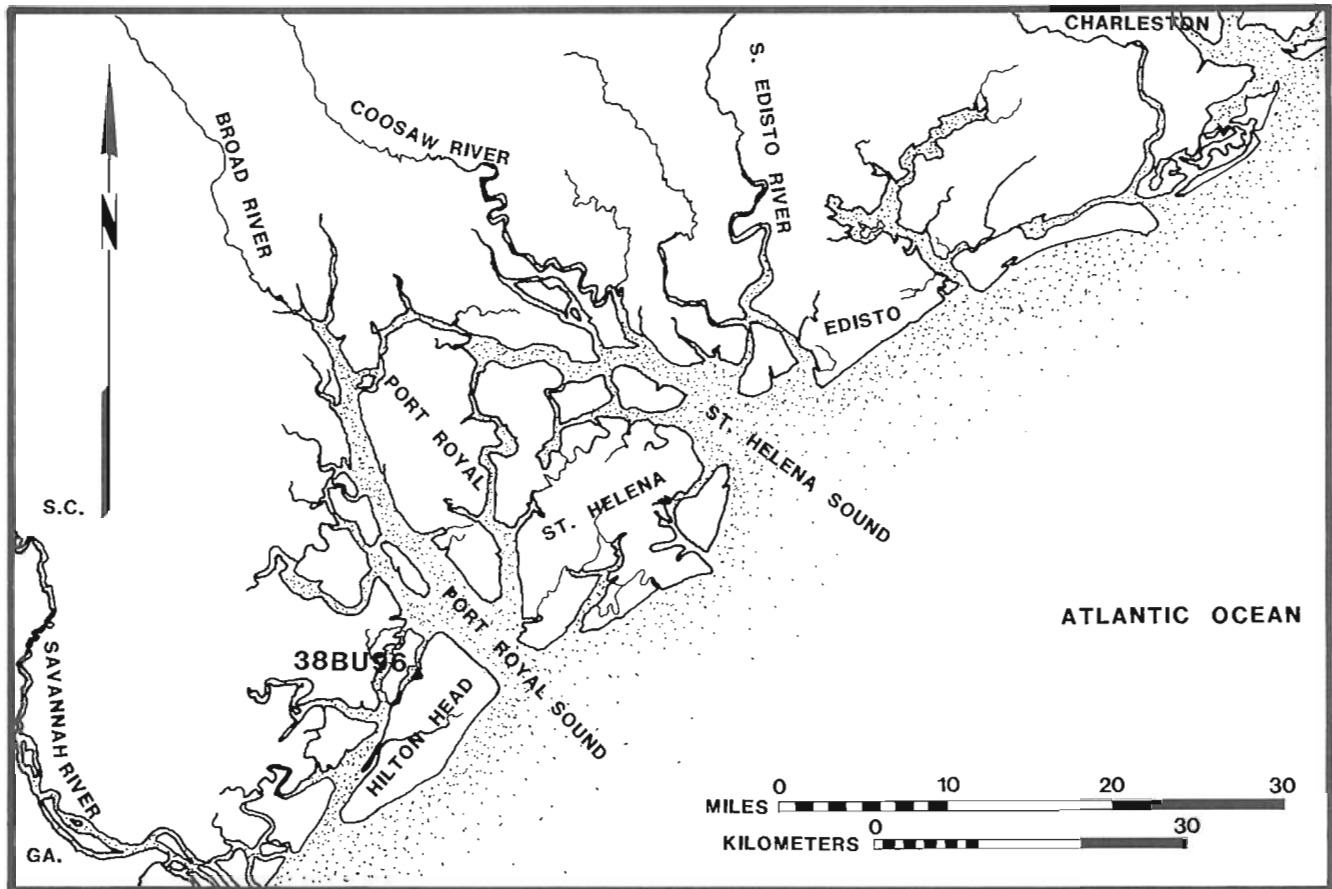 CHARLESTON
BROAD RIVER
COOSAW RIVER
S. EDISTO RIVER
N
EDISTO
PORT ROYAL
ST. HELENA SOUND
ST. HELENA
S.C.
PORT ROYAL SOUND
ATLANTIC OCEAN
38BU96
SAVANNAH RIVER
HILTON HEAD
GA.
0 10 20 30
MILES
0 30
KILOMETERS